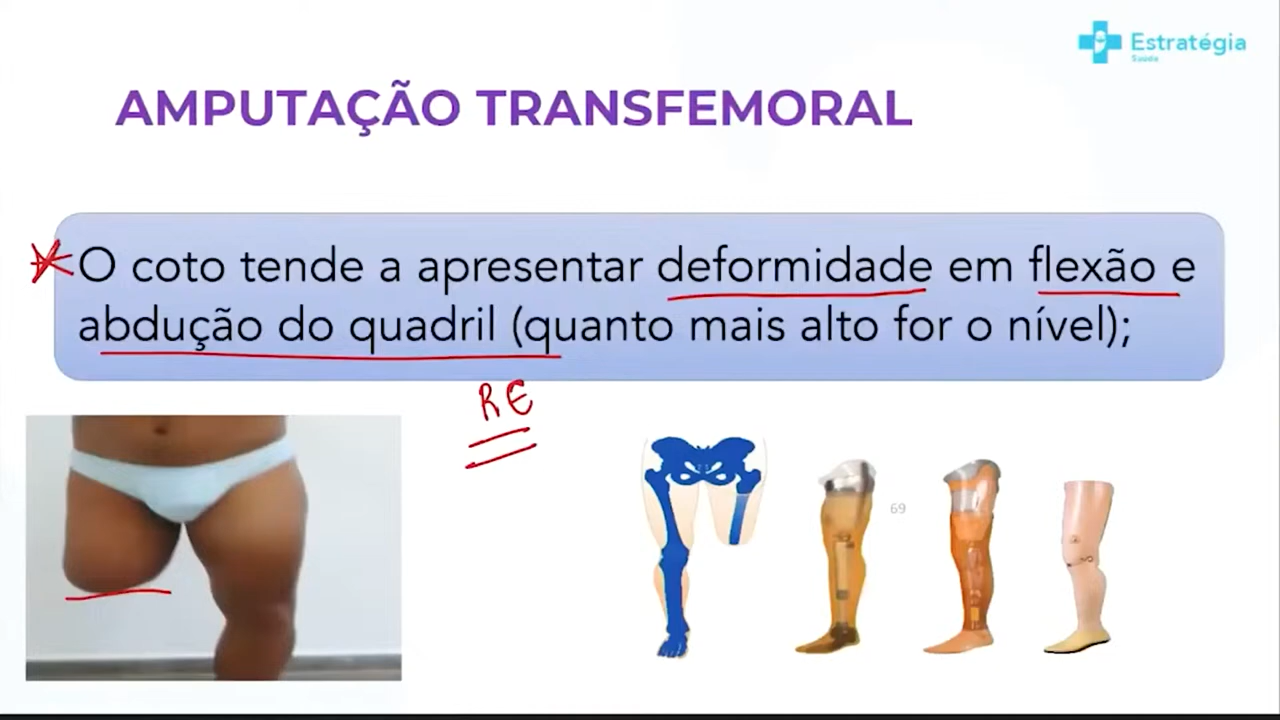 Estratégia
Saúde
AMPUTAÇÃO TRANSFEMORAL
O coto tende a apresentar deformidade em flexão e
abdução do quadril (quanto mais alto for o nível);
RE
69